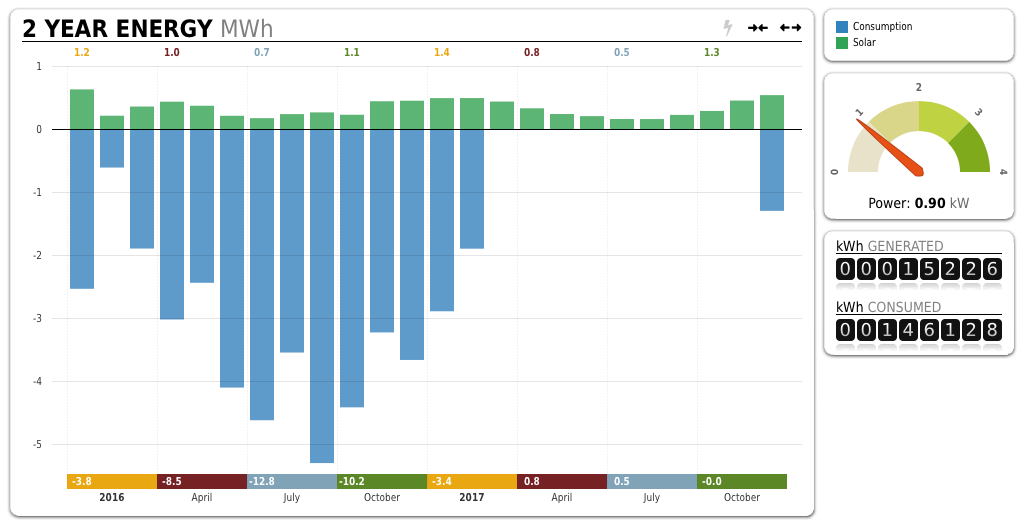 2 YEAR ENERGY MWh
1.2 1.0 0.7 1.1 1.4 0.8 0.5 1.3
1
0
-1
-2
-3
-4
-5
-3.8 -8.5 -12.8 -10.2 -3.4 0.8 0.5 -0.0
2016 April July October 2017 April July October
Consumption
Solar
0 1 2 3 4
Power: 0.90 kW
kWh GENERATED
00015226
kWh CONSUMED
00146128